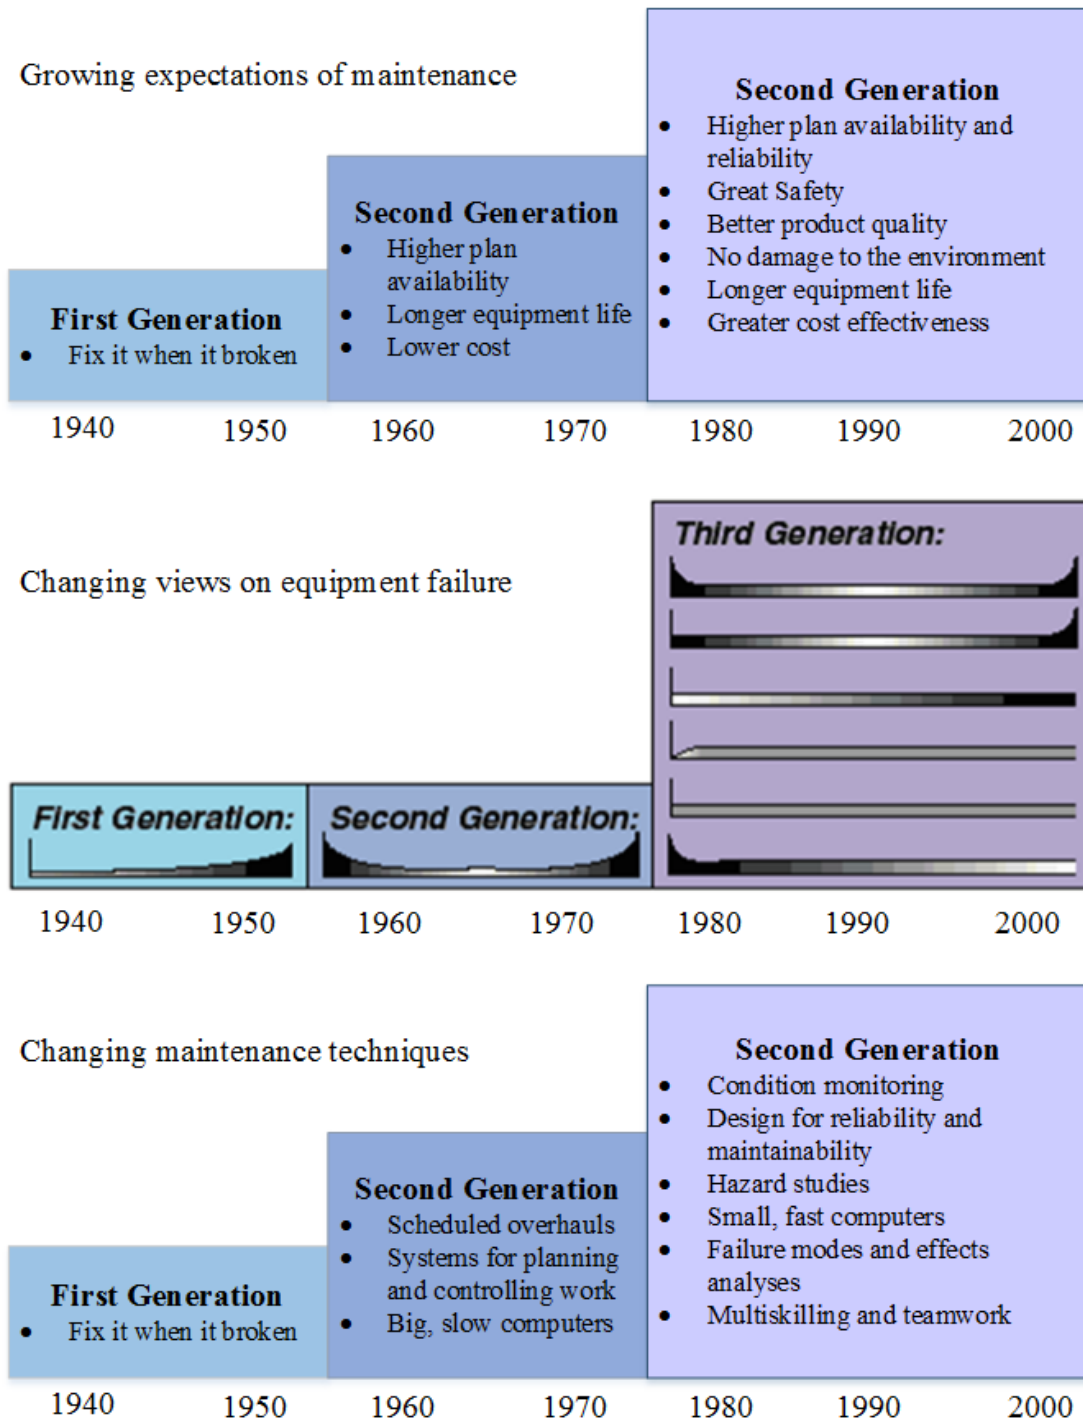 Growing expectations of maintenance
First Generation
• Fix it when it broken
Second Generation
• Higher plan
availability
• Longer equipment life
• Lower cost
Second Generation
• Higher plan availability and
reliability
• Great Safety
• Better product quality
• No damage to the environment
• Longer equipment life
• Greater cost effectiveness
1940 1950 1960 1970 1980 1990 2000
Changing views on equipment failure
First Generation:
Second Generation:
Third Generation:
1940 1950 1960 1970 1980 1990 2000
Changing maintenance techniques
First Generation
• Fix it when it broken
Second Generation
• Scheduled overhauls
• Systems for planning
and controlling work
• Big, slow computers
Second Generation
• Condition monitoring
• Design for reliability and
maintainability
• Hazard studies
• Small, fast computers
• Failure modes and effects
analyses
• Multiskilling and teamwork
1940 1950 1960 1970 1980 1990 2000